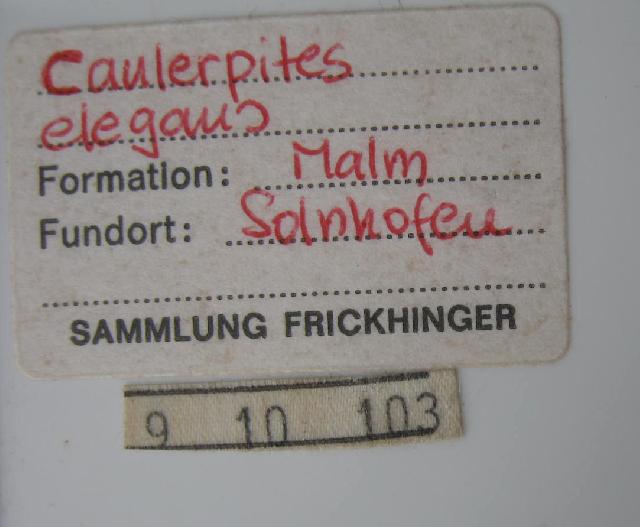 Caulerpites
elegans
Formation: Malm
Fundort: Solnhofen
SAMMLUNG FRICKHINGER
9 10 103